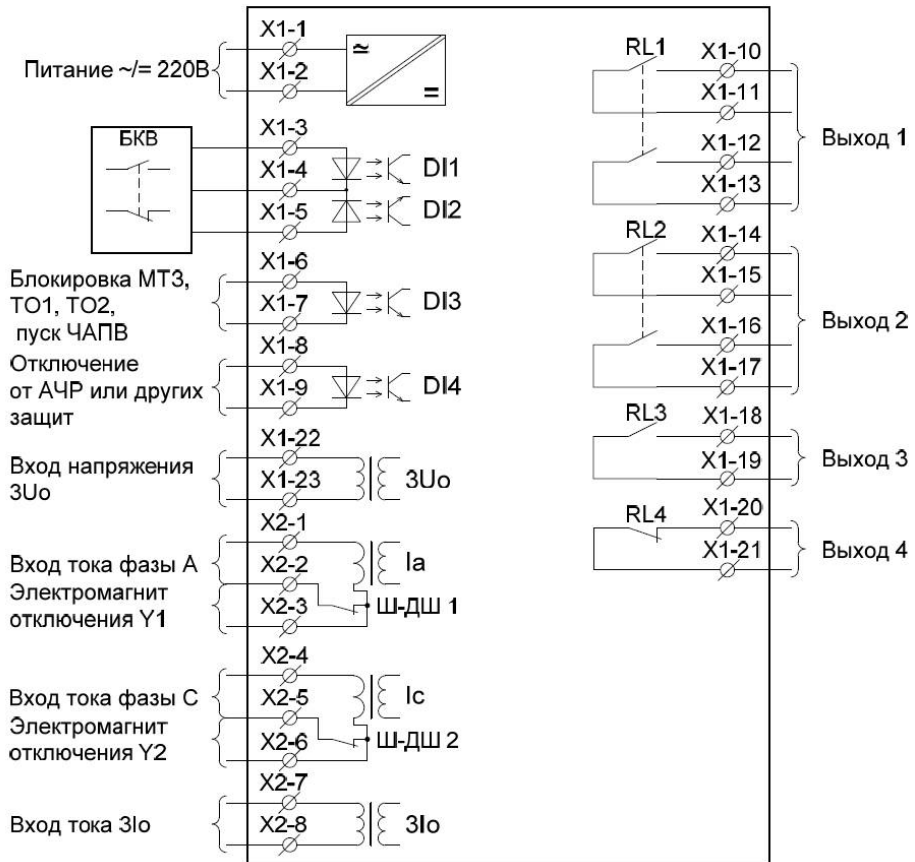 Питание ~/= 220В
X1-1
X1-2
≃
=
БКВ
X1-3
X1-4
X1-5
DI1
DI2
Блокировка МТЗ,
ТО1, ТО2,
пуск ЧАПВ
X1-6
X1-7
DI3
Отключение
от АЧР или других
защит
X1-8
X1-9
DI4
Вход напряжения
3Uo
X1-22
X1-23
3Uo
Вход тока фазы А
X2-1
X2-2
Ia
Электромагнит
отключения Y1
X2-3
Ш-ДШ 1
Вход тока фазы С
X2-4
X2-5
Ic
Электромагнит
отключения Y2
X2-6
Ш-ДШ 2
Вход тока 3Io
X2-7
X2-8
3Io
RL1
X1-10
X1-11
X1-12
X1-13
Выход 1
RL2
X1-14
X1-15
X1-16
X1-17
Выход 2
RL3
X1-18
X1-19
Выход 3
RL4
X1-20
X1-21
Выход 4